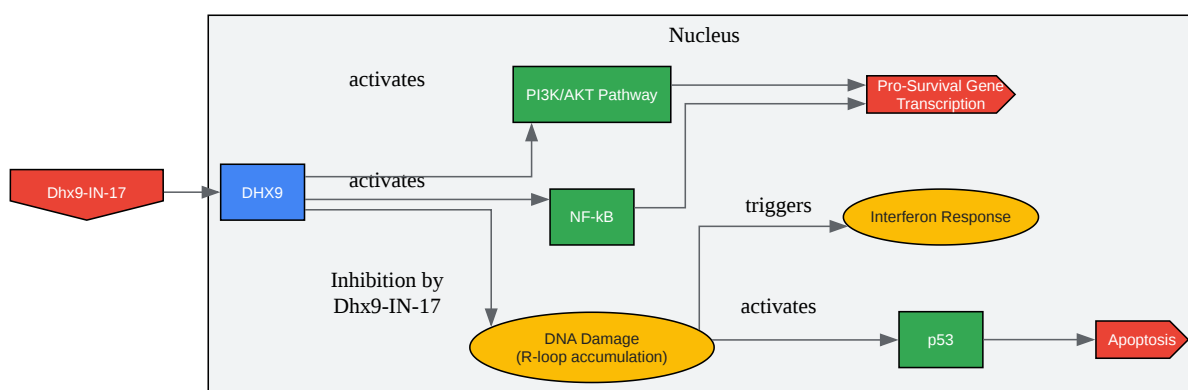 Nucleus
activates
PI3K/AKT Pathway
Pro-Survival Gene
Transcription
Dhx9-IN-17
DHX9
activates
NF-kB
triggers
Interferon Response
Inhibition by
Dhx9-IN-17
activates
DNA Damage
(R-loop accumulation)
p53
Apoptosis